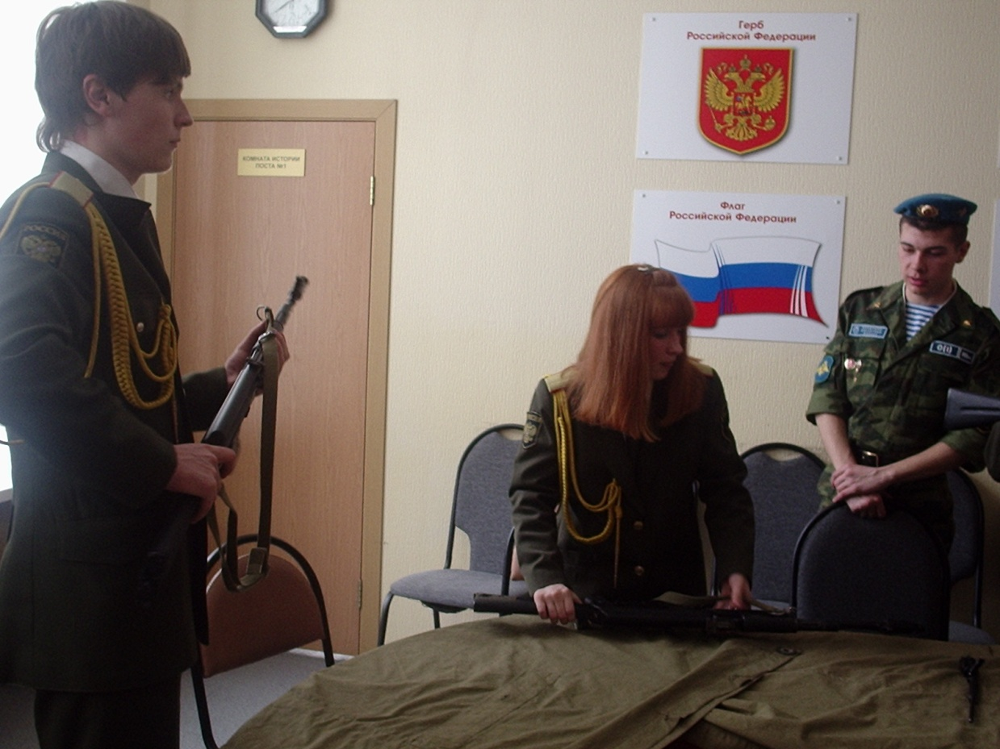 Герб
Российской Федерации
КОМНАТА ИСТОРИИ
ПОСТА №1
Флаг
Российской Федерации
РОССИЯ